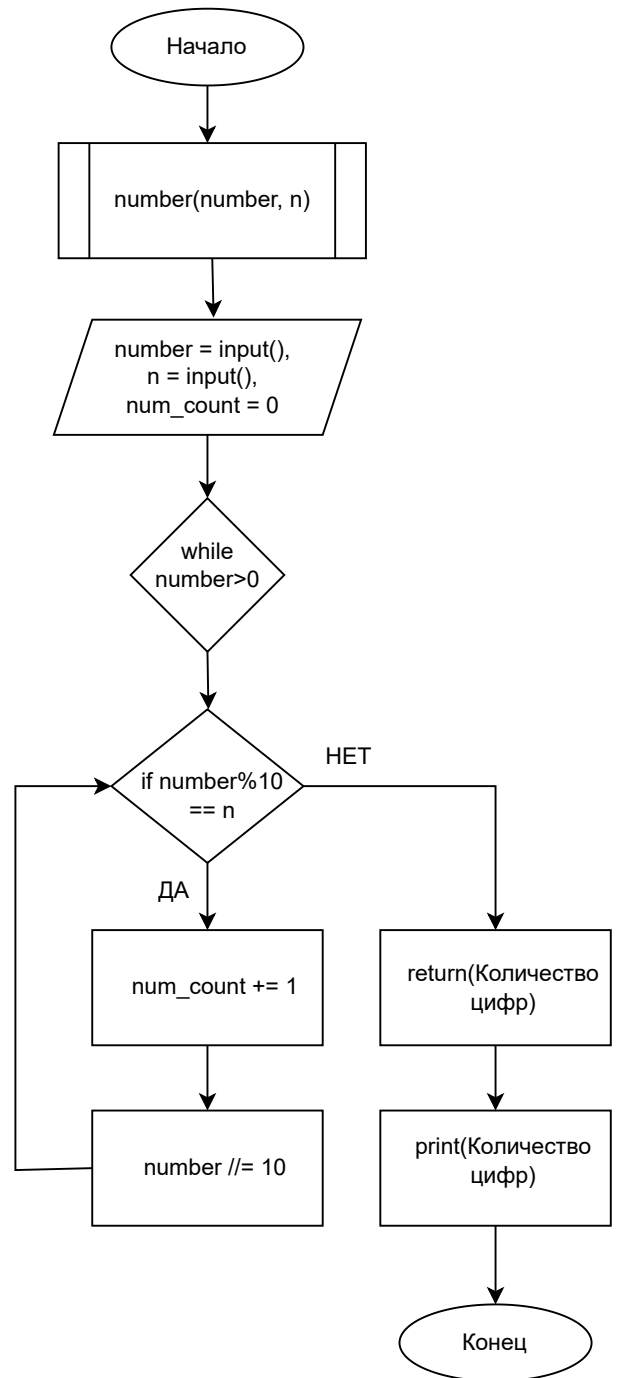 Начало
number(number, n)
number = input(),
n = input(),
num_count = 0
while
number>0
if number%10
== n
НЕТ
ДА
num_count += 1
number //= 10
return(Количество
цифр)
print(Количество
цифр)
Конец